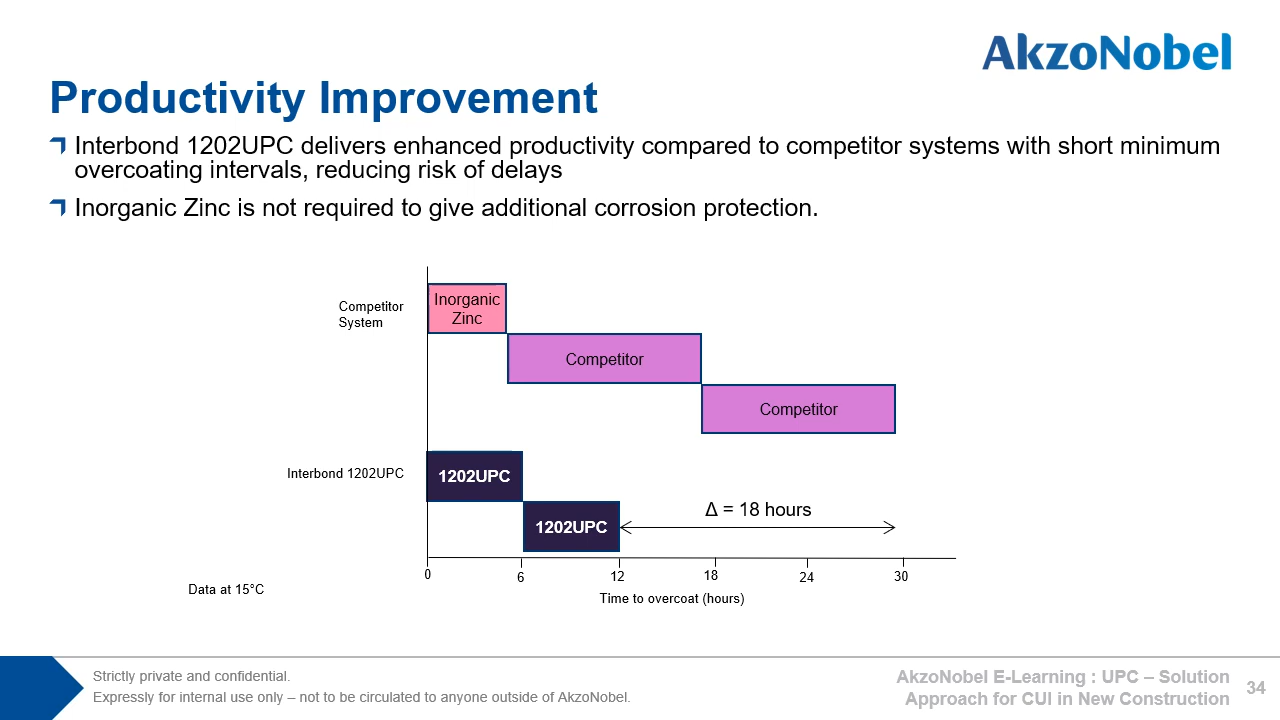 AkzoNobel
Productivity Improvement
Interbond 1202UPC delivers enhanced productivity compared to competitor systems with short minimum
overcoating intervals, reducing risk of delays
Inorganic Zinc is not required to give additional corrosion protection.
Competitor
System
Inorganic
Zinc
Competitor
Competitor
Interbond 1202UPC
1202UPC
1202UPC
Δ = 18 hours
0 6 12 18 24 30
Time to overcoat (hours)
Data at 15°C
Strictly private and confidential.
Expressly for internal use only – not to be circulated to anyone outside of AkzoNobel.
AkzoNobel E-Learning : UPC – Solution
Approach for CUI in New Construction
34